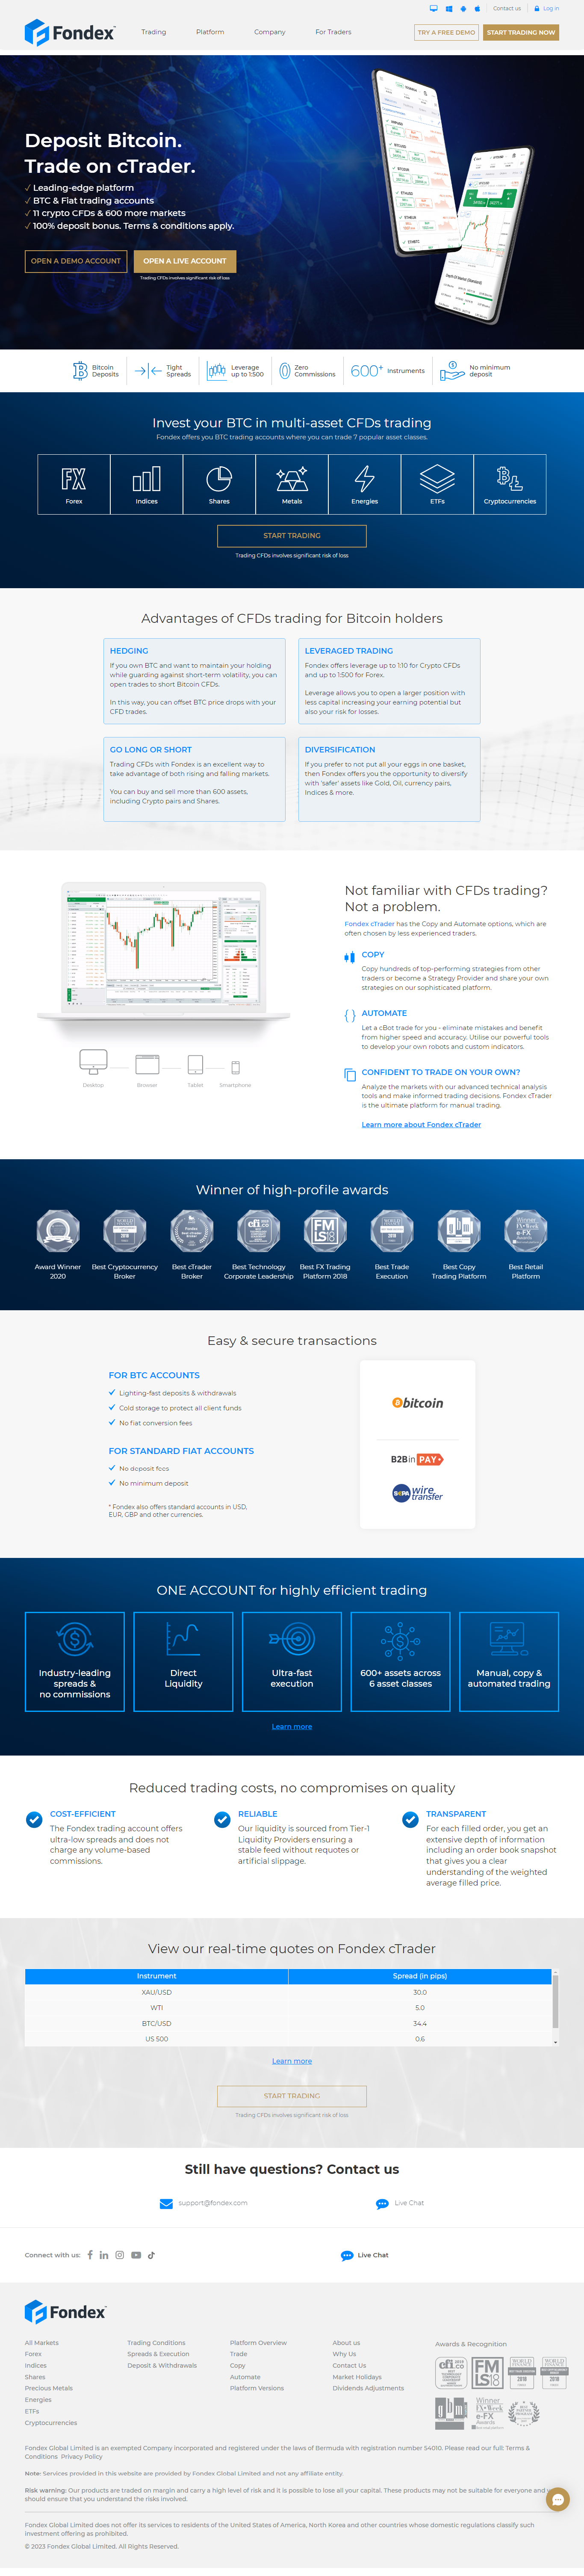 Contact us
Log in
Fondex
Trading
Platform
Company
For Traders
TRY A FREE DEMO
START TRADING NOW
Deposit Bitcoin.
Trade on cTrader.
✓ Leading-edge platform
✓ BTC & Fiat trading accounts
✓ 11 crypto CFDs & 600 more markets
✓ 100% deposit bonus. Terms & conditions apply.
OPEN A DEMO ACCOUNT
OPEN A LIVE ACCOUNT
Trading CFDs involves significant risk of loss
Bitcoin
Deposits
Tight
Spreads
Leverage
up to 1:500
Zero
Commissions
600+ Instruments
No minimum
deposit
Invest your BTC in multi-asset CFDs trading
Fondex offers you BTC trading accounts where you can trade 7 popular asset classes.
FX
Forex
Indices
Shares
Metals
Energies
ETFs
Cryptocurrencies
START TRADING
Trading CFDs involves significant risk of loss
Advantages of CFDs trading for Bitcoin holders
HEDGING
If you own BTC and want to maintain your holding
while guarding against short-term volatility, you can
open trades to short Bitcoin CFDs.
In this way, you can offset BTC price drops with your
CFD trades.
LEVERAGED TRADING
Fondex offers leverage up to 1:10 for Crypto CFDs
and up to 1:500 for Forex.
Leverage allows you to open a larger position with
less capital increasing your earning potential but
also your risk for losses.
GO LONG OR SHORT
Trading CFDs with Fondex is an excellent way to
take advantage of both rising and falling markets.
You can buy and sell more than 600 assets,
including Crypto pairs and Shares.
DIVERSIFICATION
If you prefer to not put all your eggs in one basket,
then Fondex offers you the opportunity to diversify
with 'safer' assets like Gold, Oil, currency pairs,
Indices & more.
Desktop
Browser
Tablet
Smartphone
Not familiar with CFDs trading?
Not a problem.
Fondex cTrader has the Copy and Automate options, which are
often chosen by less experienced traders.
COPY
Copy hundreds of top-performing strategies from other
traders or become a Strategy Provider and share your own
strategies on our sophisticated platform.
AUTOMATE
Let a cBot trade for you - eliminate mistakes and benefit
from higher speed and accuracy. Utilise our powerful tools
to develop your own robots and custom indicators.
CONFIDENT TO TRADE ON YOUR OWN?
Analyze the markets with our advanced technical analysis
tools and make informed trading decisions. Fondex cTrader
is the ultimate platform for manual trading.
Learn more about Fondex cTrader
Winner of high-profile awards
Award Winner
2020
Best Cryptocurrency
Broker
Best cTrader
Broker
Best Technology
Corporate Leadership
Best FX Trading
Platform 2018
Best Trade
Execution
Best Copy
Trading Platform
Best Retail
Platform
Easy & secure transactions
FOR BTC ACCOUNTS
Lighting-fast deposits & withdrawals
Cold storage to protect all client funds
No fiat conversion fees
FOR STANDARD FIAT ACCOUNTS
No deposit fees
No minimum deposit
* Fondex also offers standard accounts in USD,
EUR, GBP and other currencies.
bitcoin
B2BinPAY
SEPA wire transfer
ONE ACCOUNT for highly efficient trading
Industry-leading
spreads &
no commissions
Direct
Liquidity
Ultra-fast
execution
600+ assets across
6 asset classes
Manual, copy &
automated trading
Learn more
Reduced trading costs, no compromises on quality
COST-EFFICIENT
The Fondex trading account offers
ultra-low spreads and does not
charge any volume-based
commissions.
RELIABLE
Our liquidity is sourced from Tier-1
Liquidity Providers ensuring a
stable feed without requotes or
artificial slippage.
TRANSPARENT
For each filled order, you get an
extensive depth of information
including an order book snapshot
that gives you a clear
understanding of the weighted
average filled price.
View our real-time quotes on Fondex cTrader
Instrument
Spread (in pips)
XAU/USD
30.0
WTI
5.0
BTC/USD
34.4
US 500
0.6
Learn more
START TRADING
Trading CFDs involves significant risk of loss
Still have questions? Contact us
support@fondex.com
Live Chat
Connect with us:
Live Chat
Fondex
All Markets
Forex
Indices
Shares
Precious Metals
Energies
ETFs
Cryptocurrencies
Trading Conditions
Spreads & Execution
Deposit & Withdrawals
Platform Overview
Trade
Copy
Automate
Platform Versions
About us
Why Us
Contact Us
Market Holidays
Dividends Adjustments
Awards & Recognition
Fondex Global Limited is an exempted Company incorporated and registered under the laws of Bermuda with registration number 54010. Please read our full: Terms &
Conditions Privacy Policy
Note: Services provided in this website are provided by Fondex Global Limited and not any affiliate entity.
Risk warning: Our products are traded on margin and carry a high level of risk and it is possible to lose all your capital. These products may not be suitable for everyone and
should ensure that you understand the risks involved.
Fondex Global Limited does not offer its services to residents of the United States of America, North Korea and other countries whose domestic regulations classify such
investment offering as prohibited.
© 2023 Fondex Global Limited. All Rights Reserved.